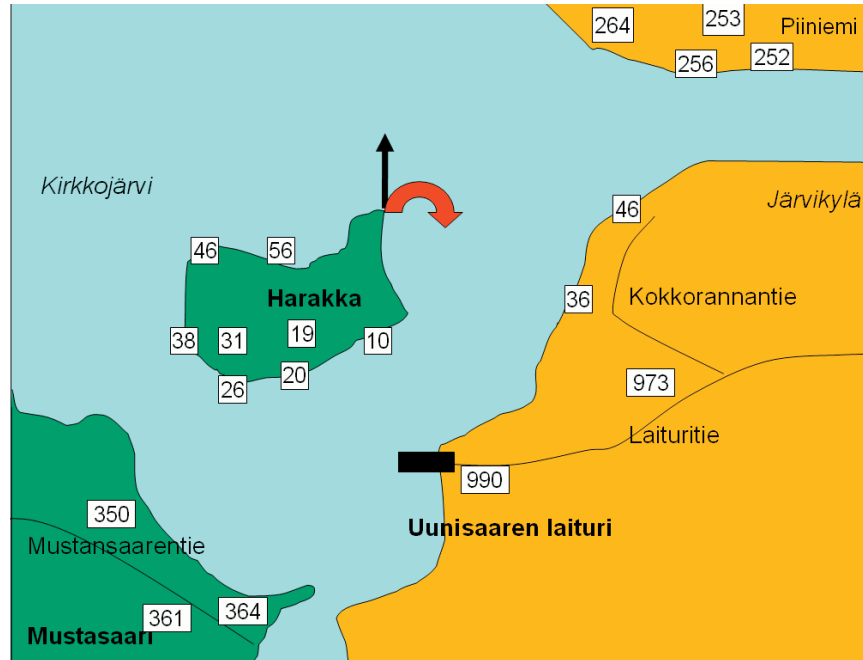 264
253
Piiniemi
256
252
Kirkkojärvi
46
Järvikylä
46
56
Harakka
36
Kokkorannantie
38
31
19
10
26
20
973
Laituritie
990
350
Uunisaaren laituri
Mustansaarentie
361
364
Mustasaari